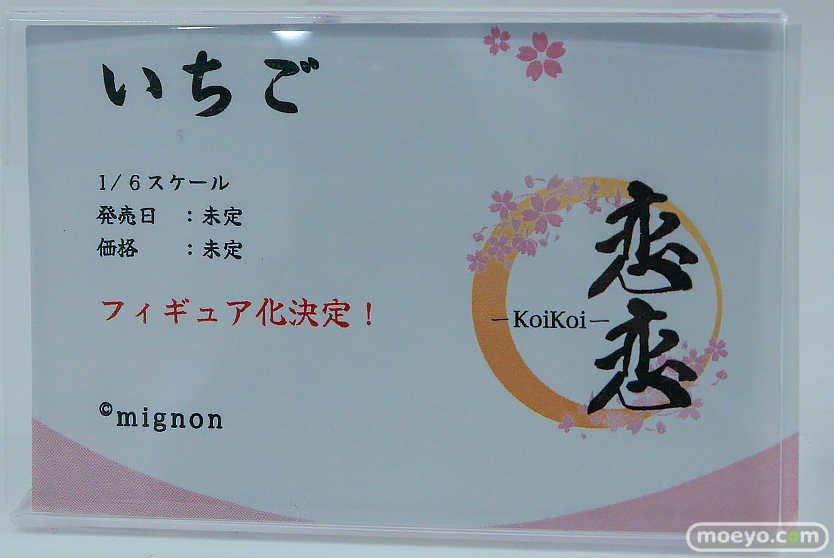 いちご
1/6スケール
発売日　：未定
価格　　：未定
フィギュア化決定！
©mignon
恋恋
－KoiKoi－
moeyo.com